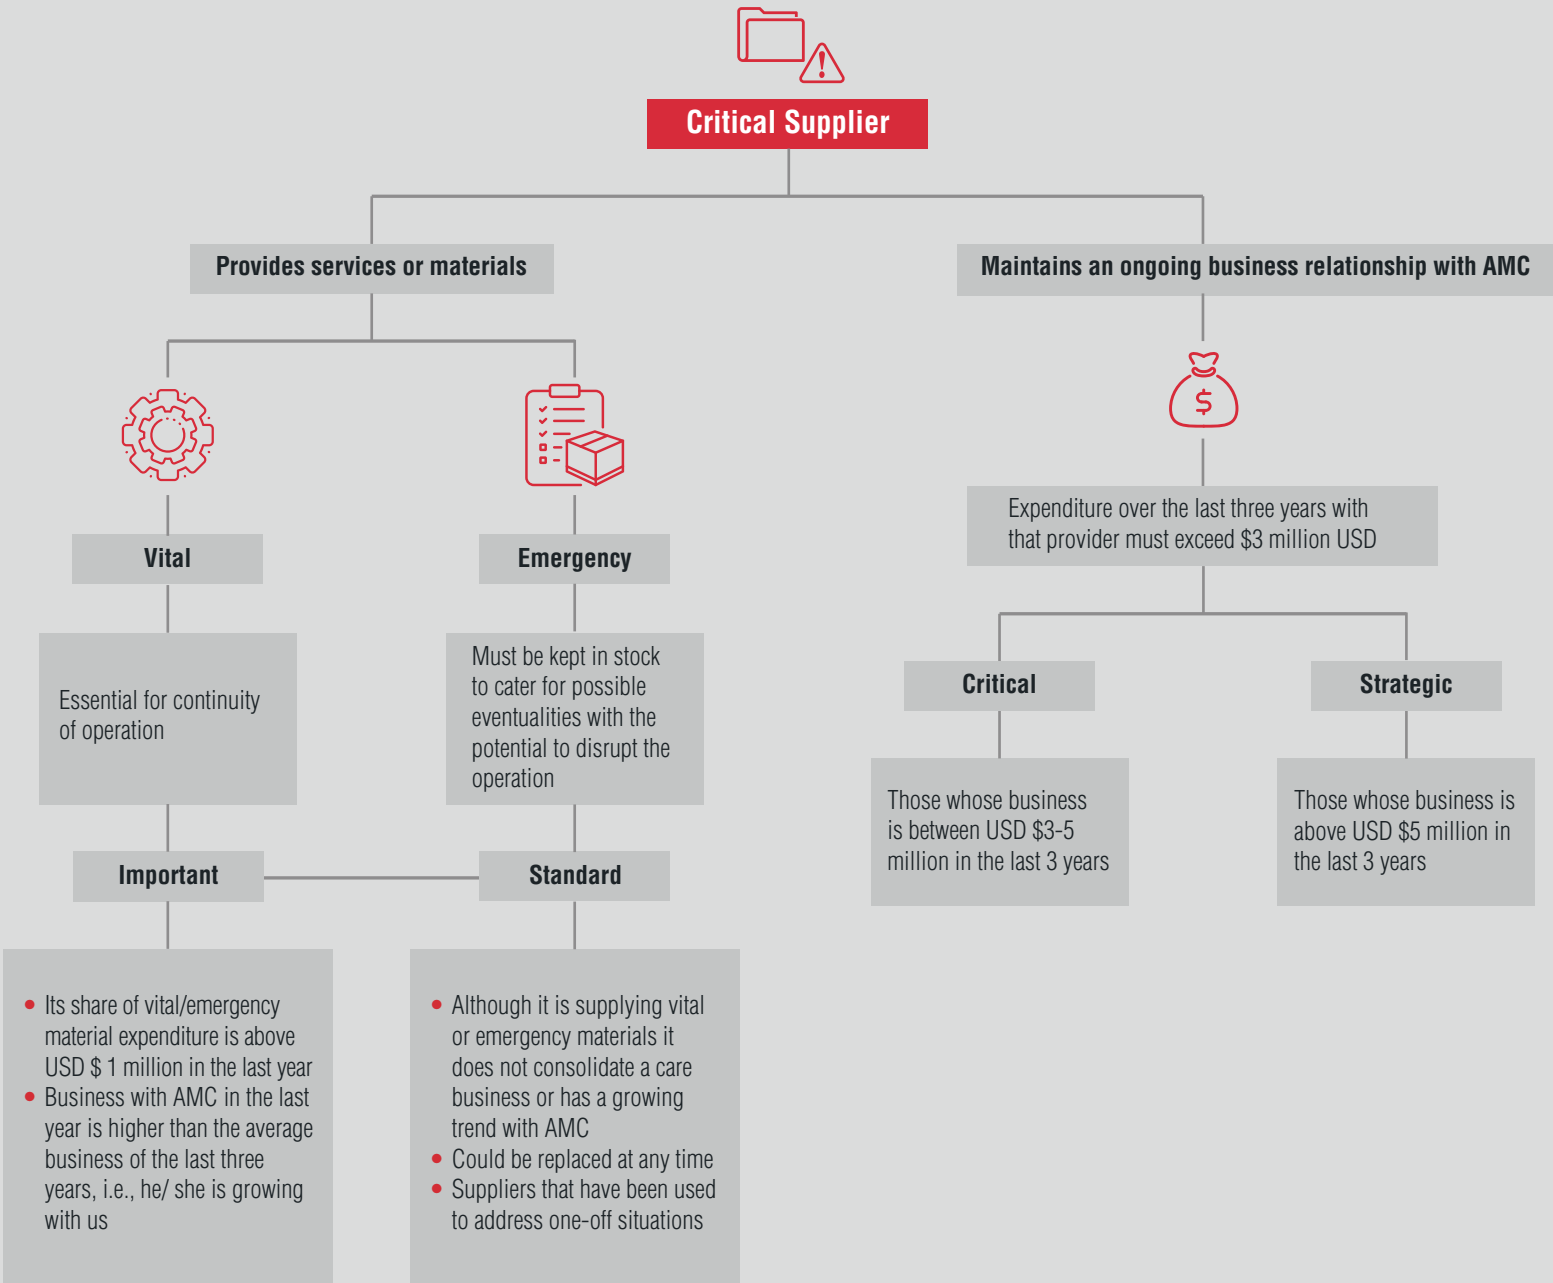 Critical Supplier
Provides services or materials
Maintains an ongoing business relationship with AMC
$
Vital
Emergency
Expenditure over the last three years with
that provider must exceed $3 million USD
Essential for continuity
of operation
Must be kept in stock
to cater for possible
eventualities with the
potential to disrupt the
operation
Critical
Strategic
Those whose business
is between USD $3-5
million in the last 3 years
Those whose business is
above USD $5 million in
the last 3 years
Important
Standard
• Its share of vital/emergency
material expenditure is above
USD $ 1 million in the last year
• Business with AMC in the last
year is higher than the average
business of the last three
years, i.e., he/ she is growing
with us
• Although it is supplying vital
or emergency materials it
does not consolidate a care
business or has a growing
trend with AMC
• Could be replaced at any time
• Suppliers that have been used
to address one-off situations